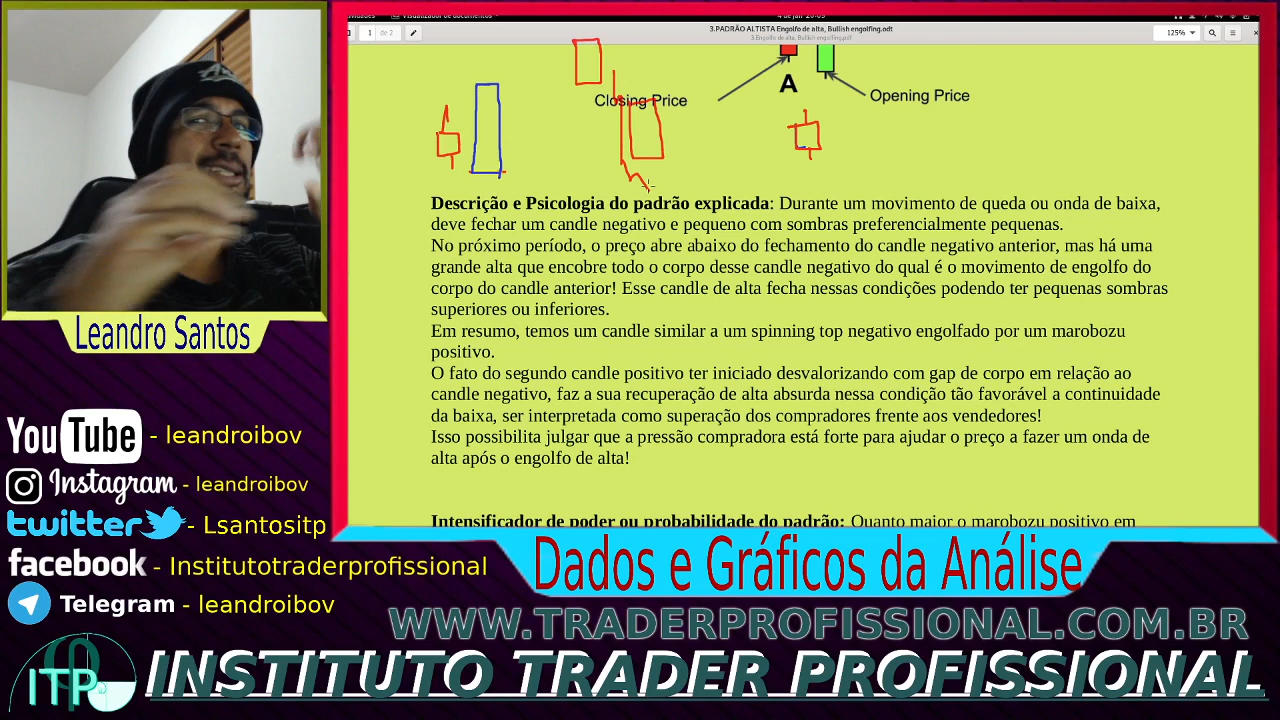 3.PADRÃO ALTISTA Engolfo de alta, Bullish engolfing.odt
3.Engolfo de alta, Bullish engolfing.pdf
1 de 2
125%
A
Closing Price
Opening Price
Descrição e Psicologia do padrão explicada: Durante um movimento de queda ou onda de baixa,
deve fechar um candle negativo e pequeno com sombras preferencialmente pequenas.
No próximo período, o preço abre abaixo do fechamento do candle negativo anterior, mas há uma
grande alta que encobre todo o corpo desse candle negativo do qual é o movimento de engolfo do
corpo do candle anterior! Esse candle de alta fecha nessas condições podendo ter pequenas sombras
superiores ou inferiores.
Em resumo, temos um candle similar a um spinning top negativo engolfado por um marobozu
positivo.
O fato do segundo candle positivo ter iniciado desvalorizando com gap de corpo em relação ao
candle negativo, faz a sua recuperação de alta absurda nessa condição tão favorável a continuidade
da baixa, ser interpretada como superação dos compradores frente aos vendedores!
Isso possibilita julgar que a pressão compradora está forte para ajudar o preço a fazer um onda de
alta após o engolfo de alta!
Intensificador de poder ou probabilidade do padrão: Quanto maior o marobozu positivo em
Leandro Santos
YouTube - leandroibov
Instagram - leandroibov
twitter - Lsantositp
facebook - Institutotraderprofissional
Telegram - leandroibov
Dados e Gráficos da Análise
WWW.TRADERPROFISSIONAL.COM.BR
ITP
INSTITUTO TRADER PROFISSIONAL